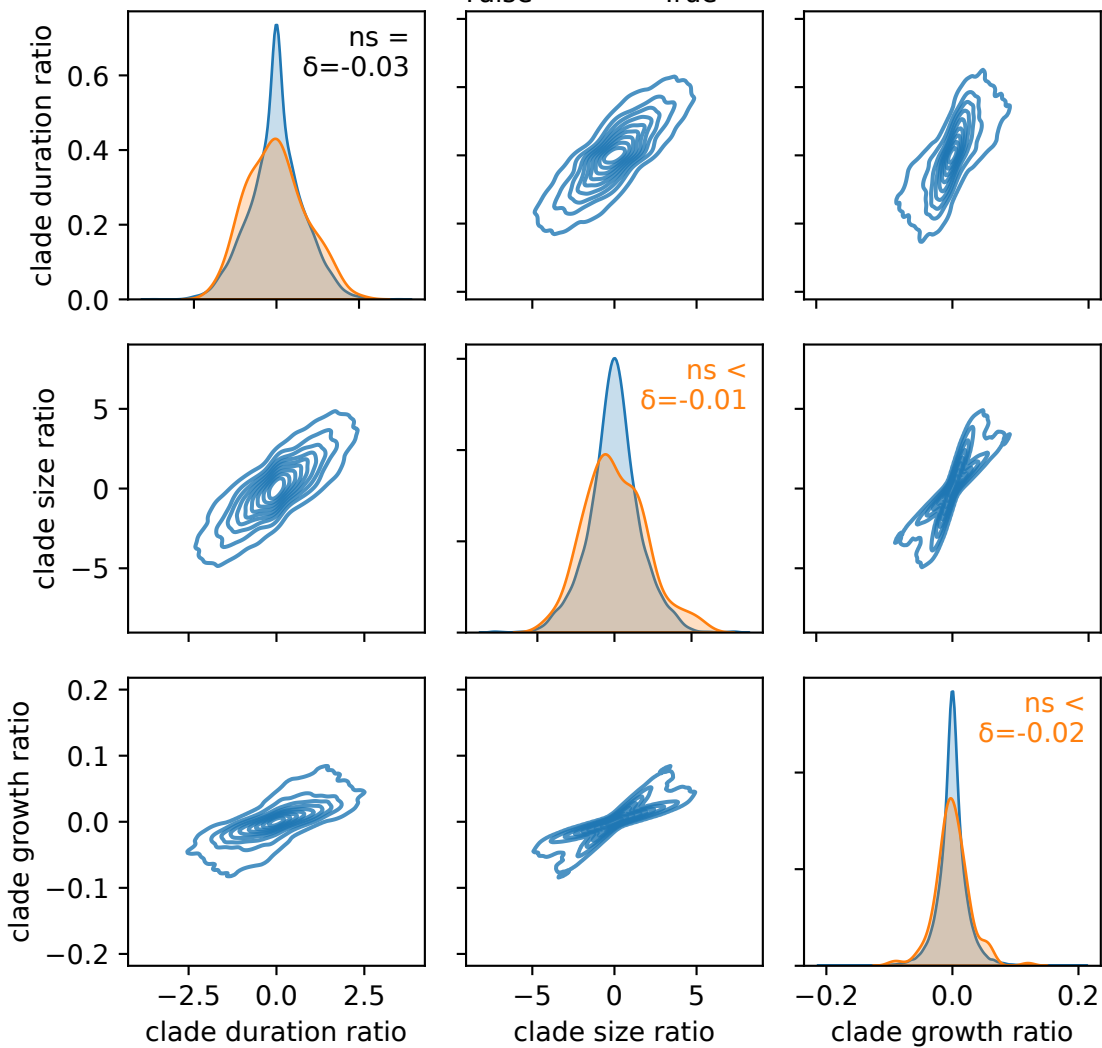 ns =
δ=-0.03
clade duration ratio
0.6
0.4
0.2
0.0
ns <
δ=-0.01
clade size ratio
5
0
−5
ns <
δ=-0.02
clade growth ratio
0.2
0.1
0.0
−0.1
−0.2
−2.5 0.0 2.5
−5 0 5
−0.2 0.0 0.2
clade duration ratio
clade size ratio
clade growth ratio